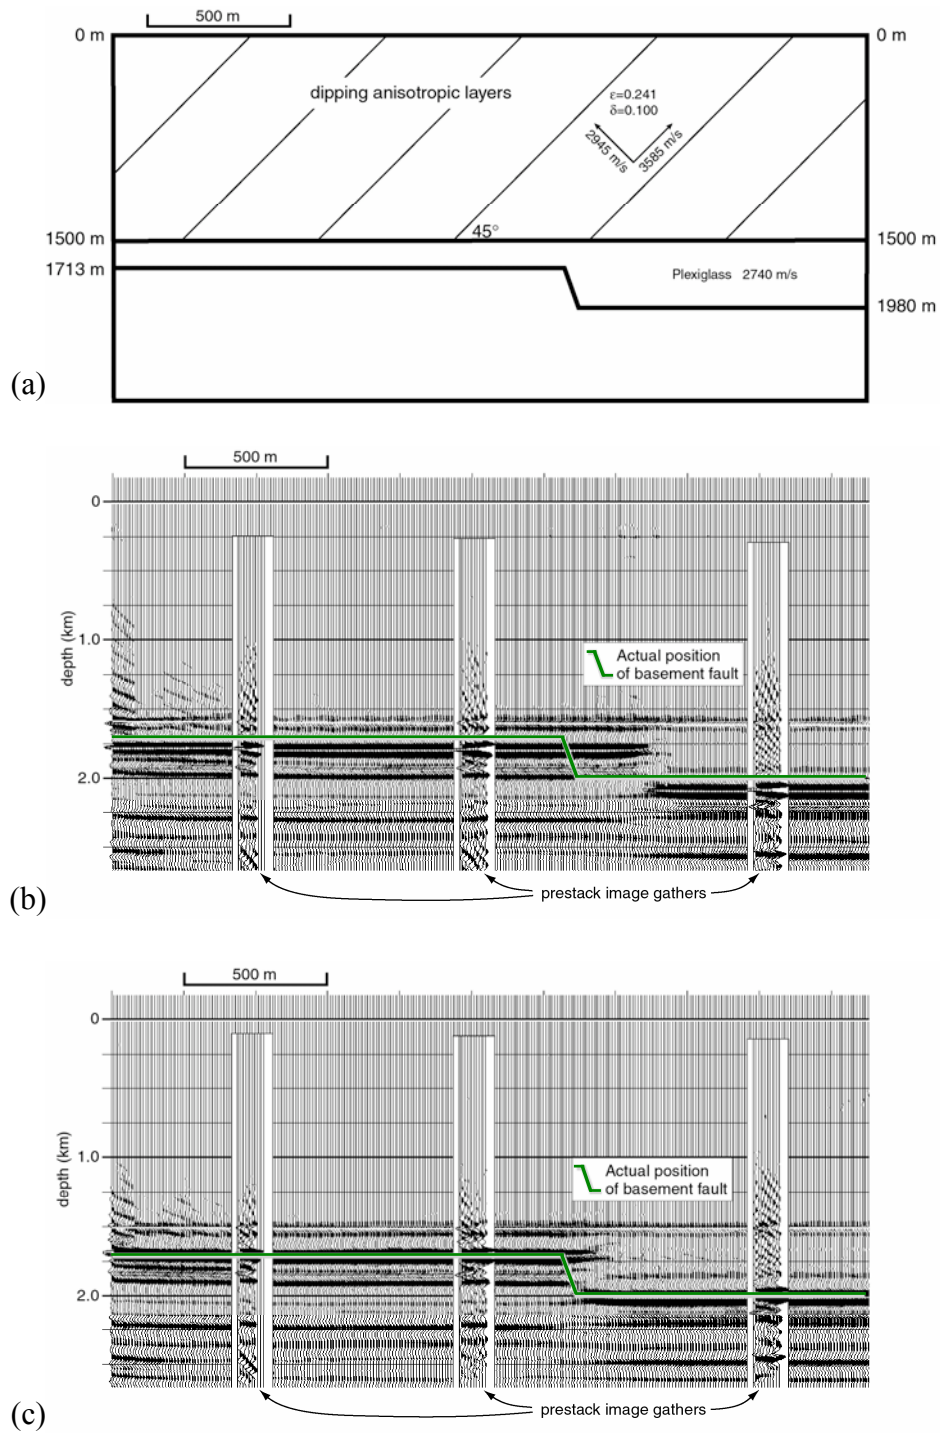 500 m
0 m
0 m
dipping anisotropic layers
ε=0.241
δ=0.100
2945 m/s
3585 m/s
45°
1500 m
1500 m
1713 m
Plexiglass 2740 m/s
1980 m
(a)
500 m
0
depth (km)
1.0
Actual position
of basement fault
2.0
prestack image gathers
(b)
500 m
0
depth (km)
1.0
Actual position
of basement fault
2.0
prestack image gathers
(c)